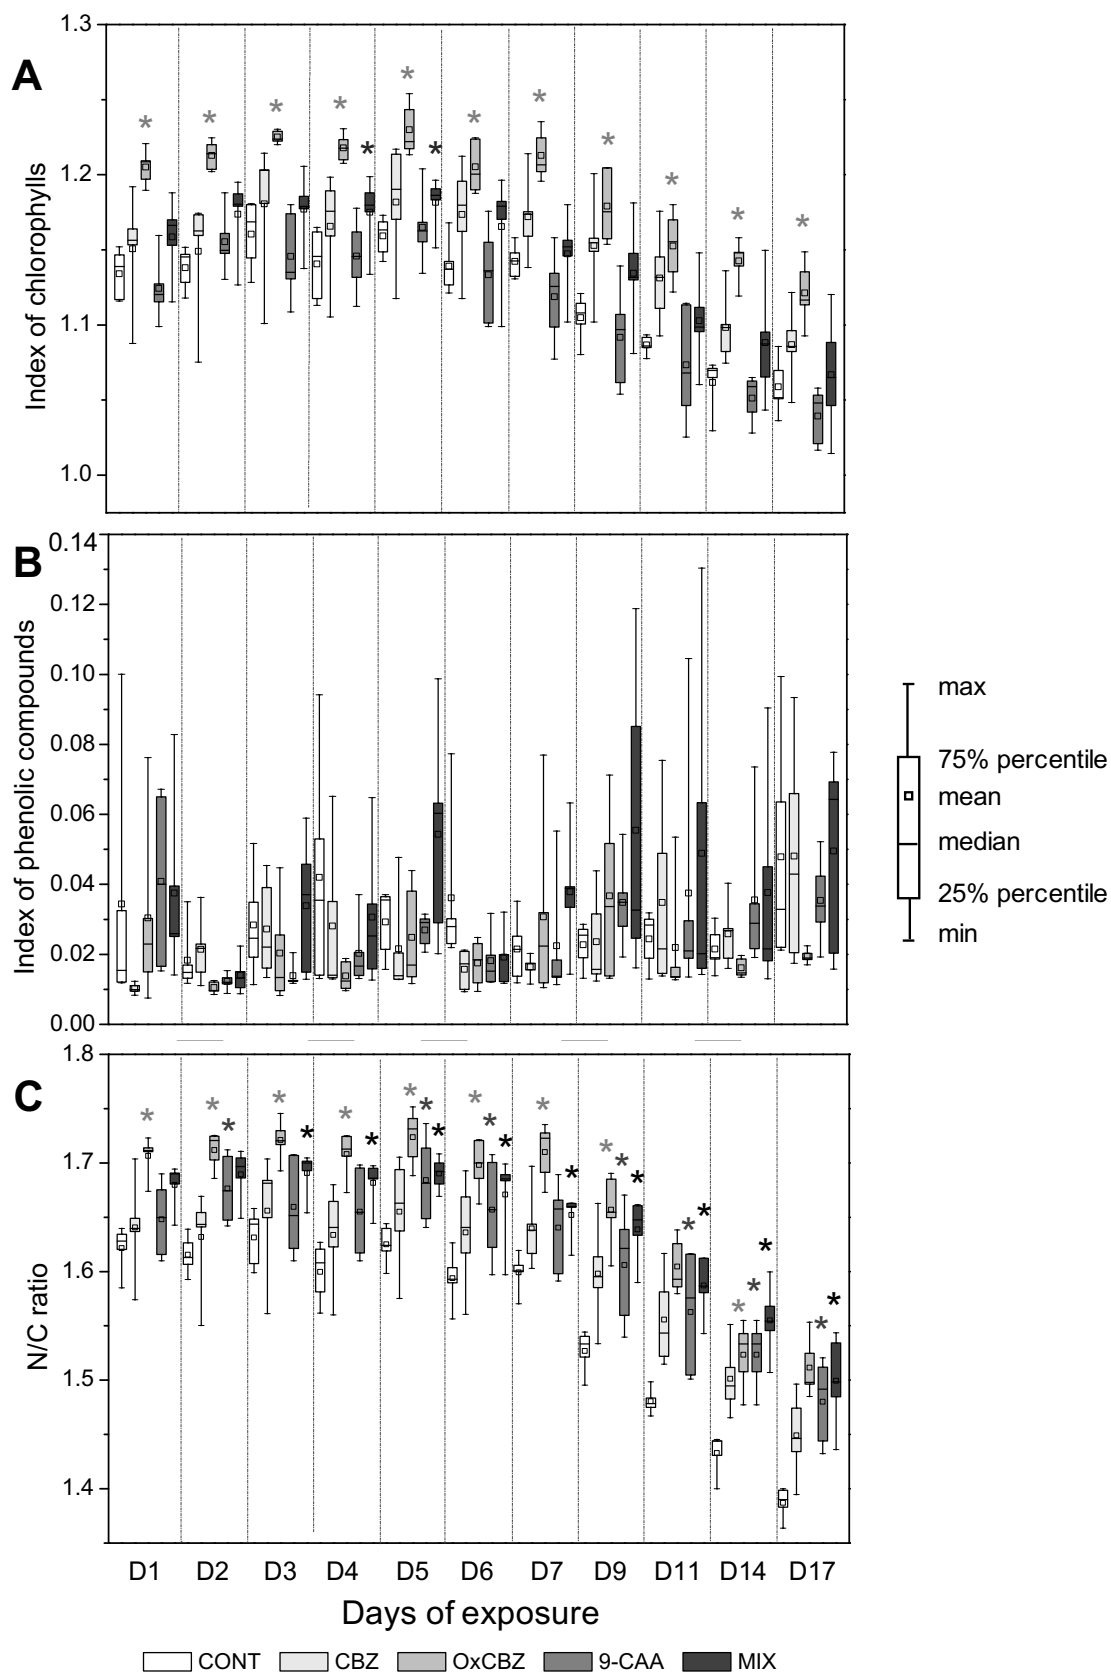 A
Index of chlorophylls
1.3
1.2
1.1
1.0
* * * * * * * * * * * * *
B
Index of phenolic compounds
0.14
0.12
0.10
0.08
0.06
0.04
0.02
0.00
max
75% percentile
mean
median
25% percentile
min
C
N/C ratio
1.8
1.7
1.6
1.5
1.4
* * * * * * * * * * * * * * * * * * * * * * * * *
D1 D2 D3 D4 D5 D6 D7 D9 D11 D14 D17
Days of exposure
CONT CBZ OxCBZ 9-CAA MIX